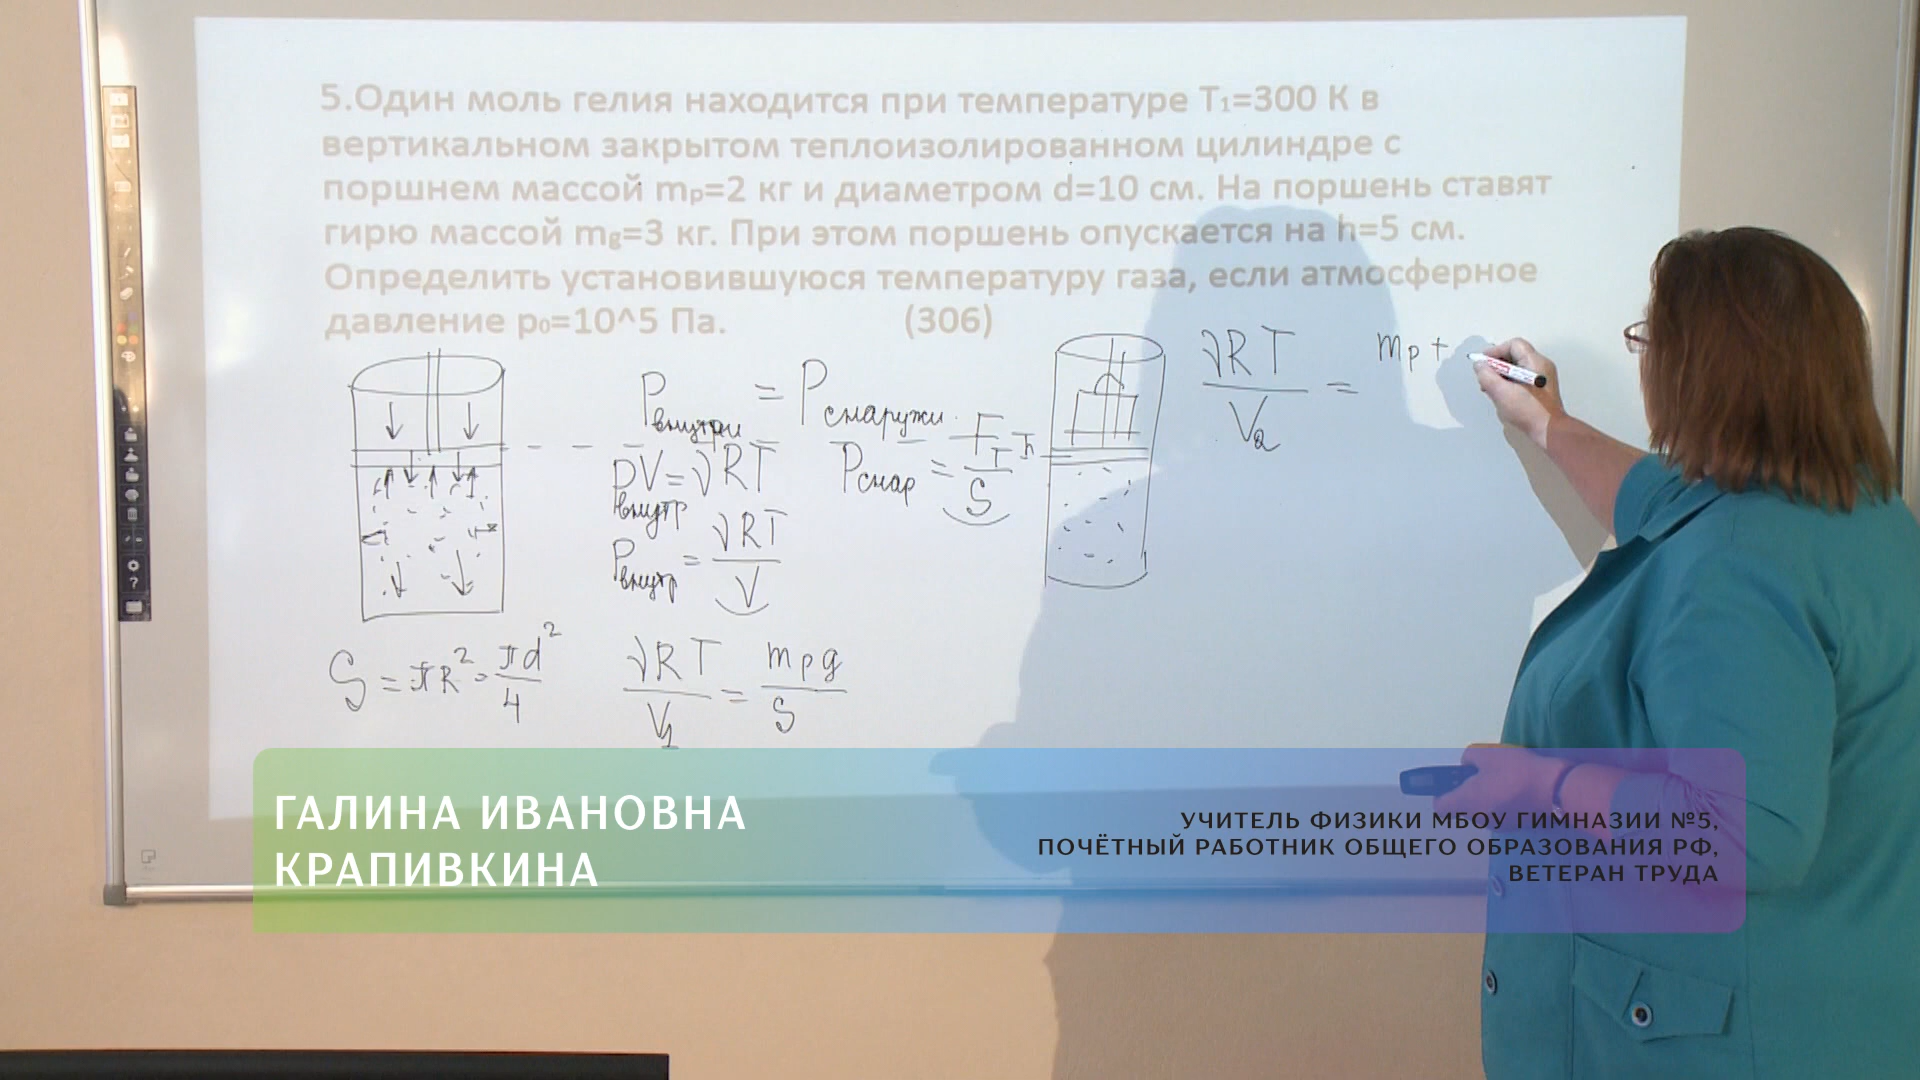 5.Один моль гелия находится при температуре T₁=300 К в
вертикальном закрытом теплоизолированном цилиндре с
поршнем массой mₚ=2 кг и диаметром d=10 см. На поршень ставят
гирю массой mg=3 кг. При этом поршень опускается на h=5 см.
Определить установившуюся температуру газа, если атмосферное
давление p₀=10^5 Па. (306)
Pвнутри = Pснаружи
PV = νRT
внутр
Pснар = Fт/S
h
Pвнутр = νRT/V
S = πR² = πd²/4
νRT/V₁ = mpg/S
νRT/V₂ = mp +
ГАЛИНА ИВАНОВНА
КРАПИВКИНА
УЧИТЕЛЬ ФИЗИКИ МБОУ ГИМНАЗИИ №5,
ПОЧЁТНЫЙ РАБОТНИК ОБЩЕГО ОБРАЗОВАНИЯ РФ,
ВЕТЕРАН ТРУДА